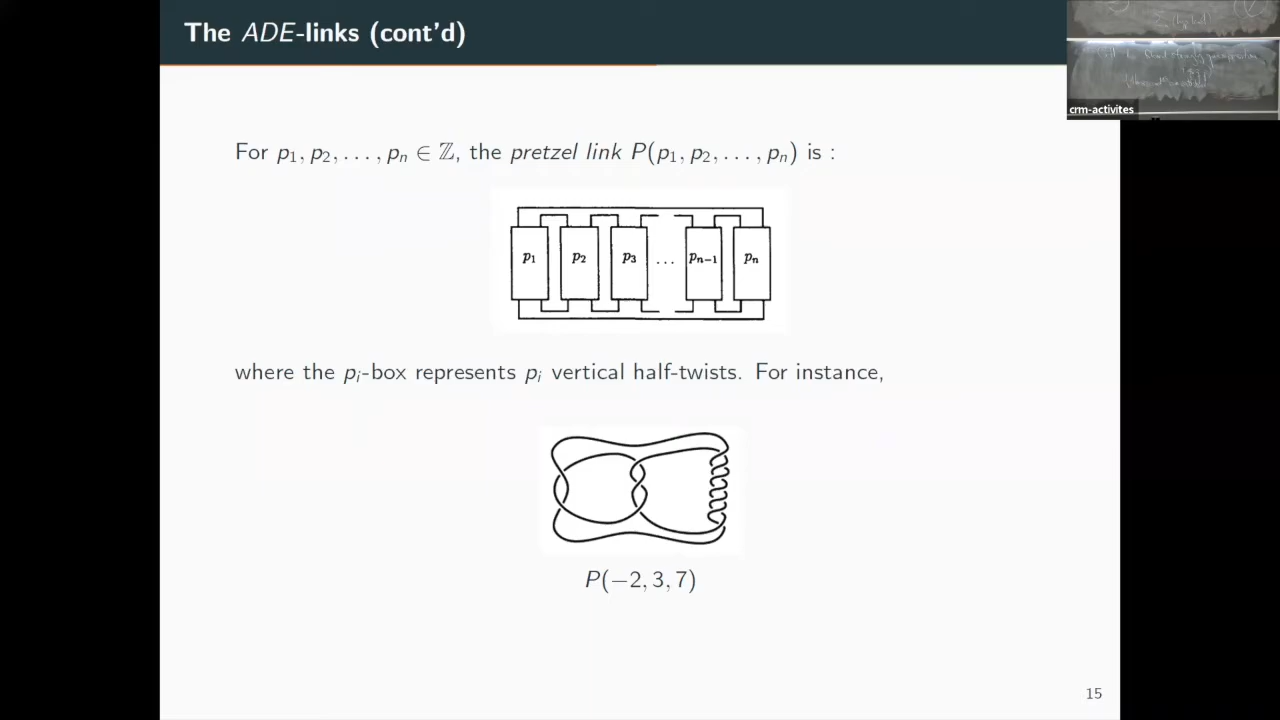 The ADE-links (cont'd)
crm-activites
For p₁, p₂, . . . , pₙ ∈ ℤ, the pretzel link P(p₁, p₂, . . . , pₙ) is :
p₁ p₂ p₃ ... pₙ₋₁ pₙ
where the pᵢ-box represents pᵢ vertical half-twists. For instance,
P(−2, 3, 7)
15